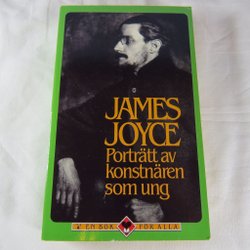 JAMES
JOYCE
Porträtt av
konstnären
som ung
EN BOK FÖR ALLA